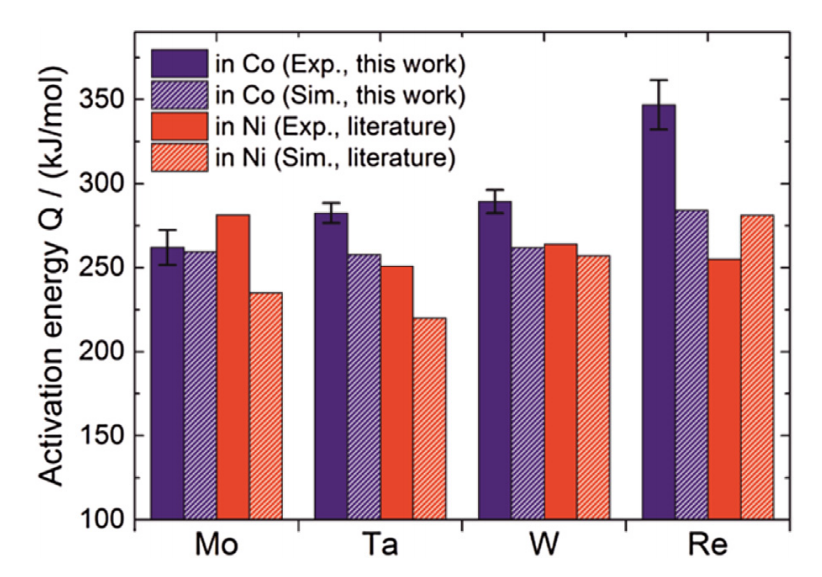 in Co (Exp., this work)
in Co (Sim., this work)
in Ni (Exp., literature)
in Ni (Sim., literature)
Activation energy Q / (kJ/mol)
350
300
250
200
150
100
Mo Ta W Re